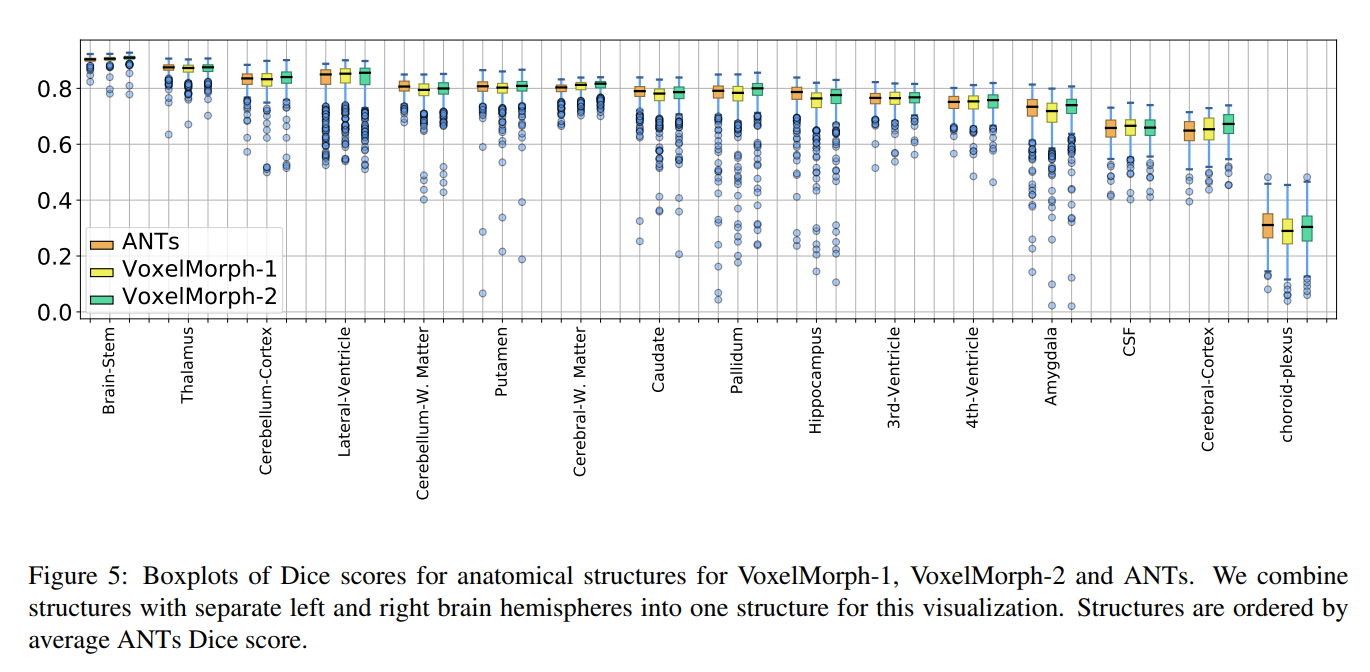 0.8
0.6
0.4
0.2
0.0
ANTs
VoxelMorph-1
VoxelMorph-2
Brain-Stem
Thalamus
Cerebellum-Cortex
Lateral-Ventricle
Cerebellum-W. Matter
Putamen
Cerebral-W. Matter
Caudate
Pallidum
Hippocampus
3rd-Ventricle
4th-Ventricle
Amygdala
CSF
Cerebral-Cortex
choroid-plexus
Figure 5: Boxplots of Dice scores for anatomical structures for VoxelMorph-1, VoxelMorph-2 and ANTs. We combine
structures with separate left and right brain hemispheres into one structure for this visualization. Structures are ordered by
average ANTs Dice score.